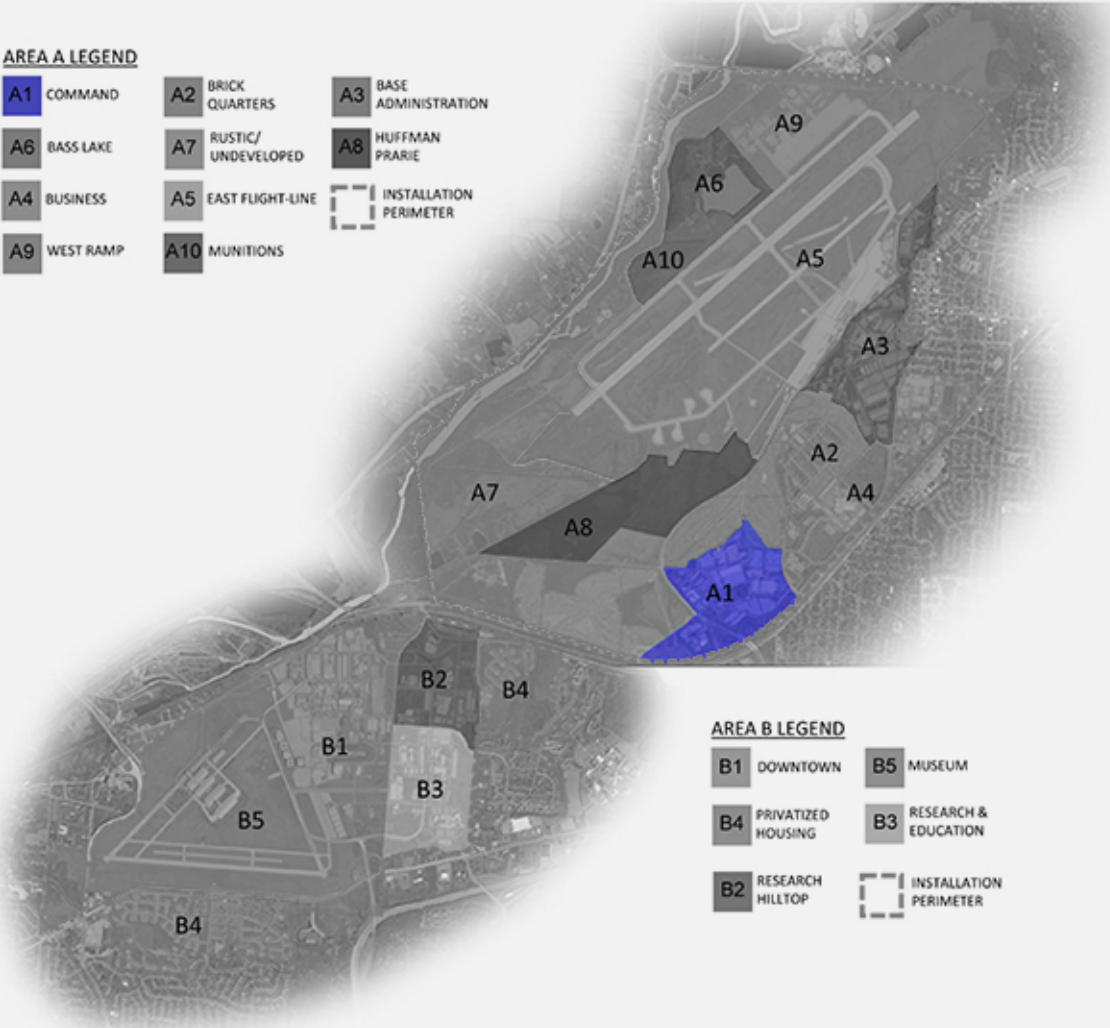 AREA A LEGEND
A1 COMMAND
A2 BRICK
QUARTERS
A3 BASE
ADMINISTRATION
A6 BASS LAKE
A7 RUSTIC/
UNDEVELOPED
A8 HUFFMAN
PRARIE
A4 BUSINESS
A5 EAST FLIGHT-LINE
INSTALLATION
PERIMETER
A9 WEST RAMP
A10 MUNITIONS
A9
A6
A10
A5
A3
A2
A7
A4
A8
A1
B2
B4
B1
B3
B5
B4
AREA B LEGEND
B1 DOWNTOWN
B5 MUSEUM
B4 PRIVATIZED
HOUSING
B3 RESEARCH &
EDUCATION
B2 RESEARCH
HILLTOP
INSTALLATION
PERIMETER